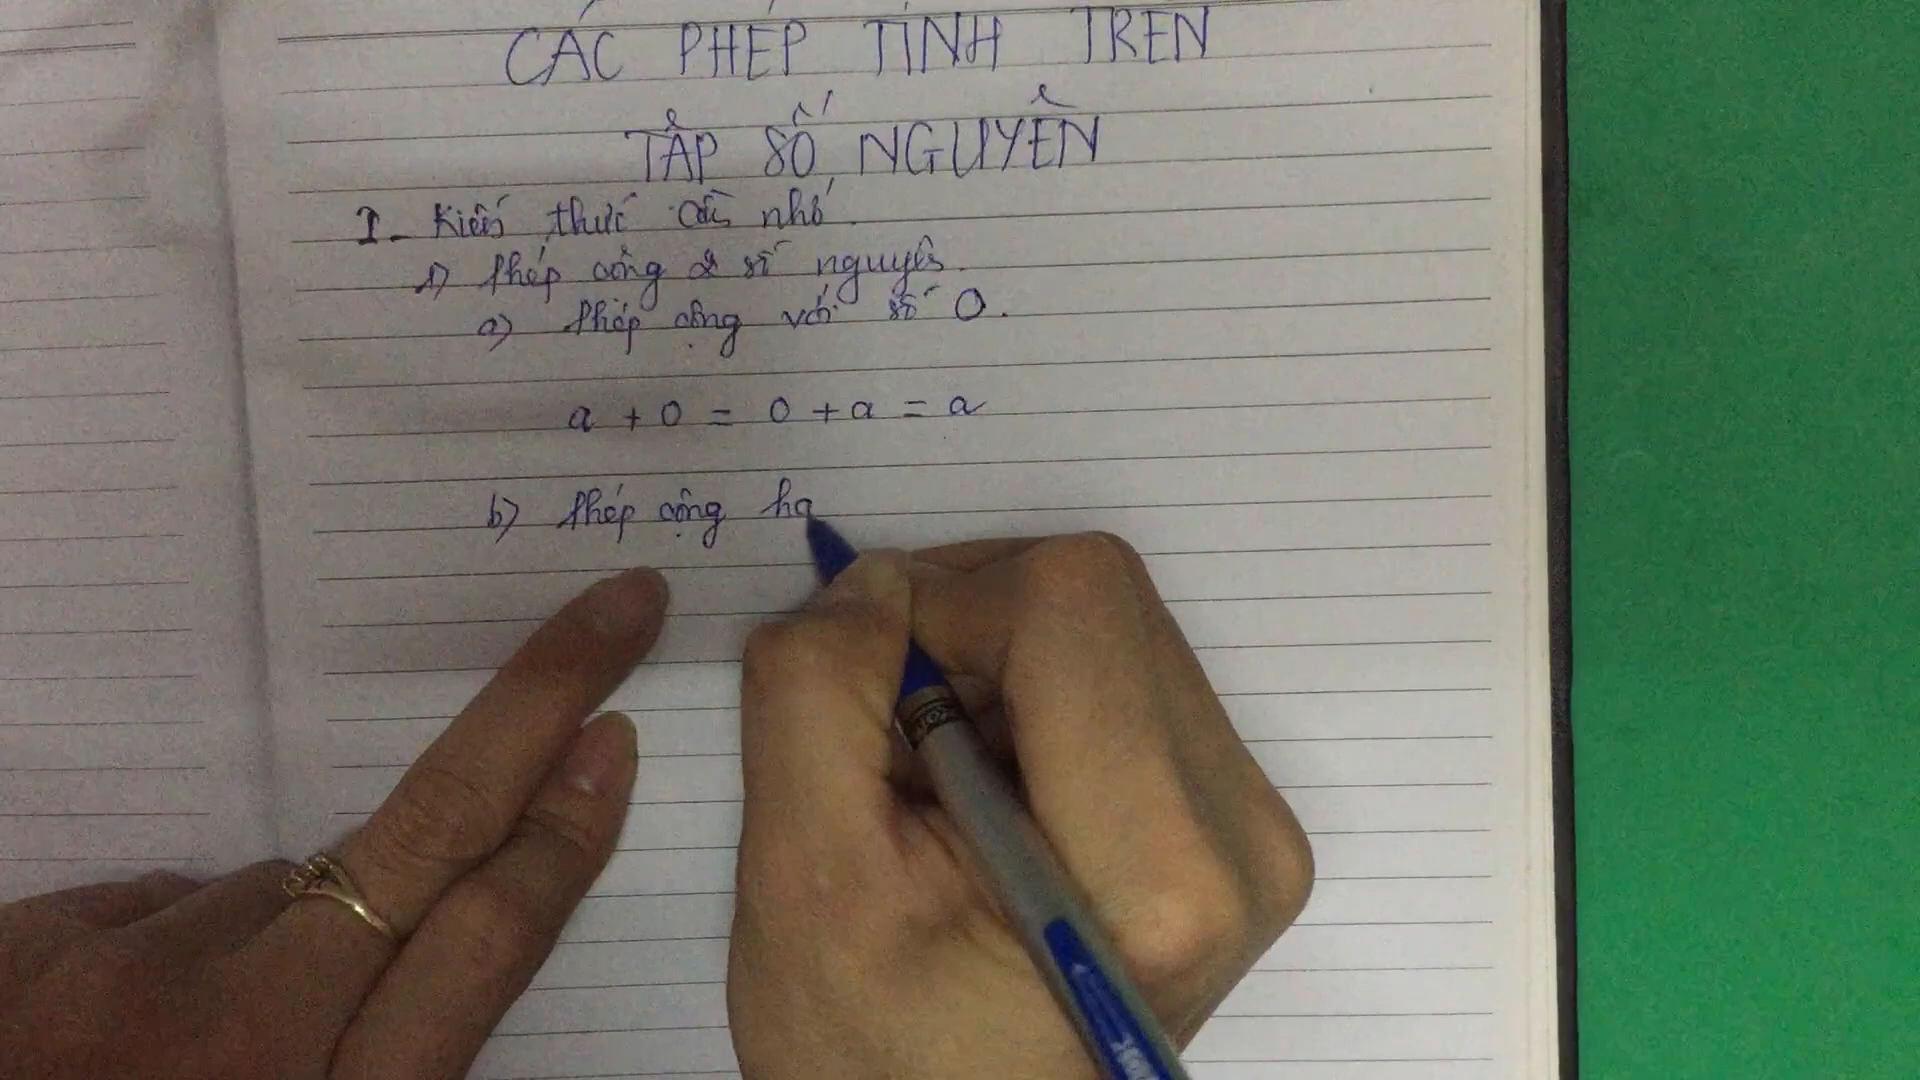 CÁC PHÉP TÍNH TRÊN
TẬP SỐ NGUYÊN
I- Kiến thức cần nhớ.
1) Phép cộng 2 số nguyên.
a) Phép cộng với số 0.
a + 0 = 0 + a = a
b) Phép cộng ha